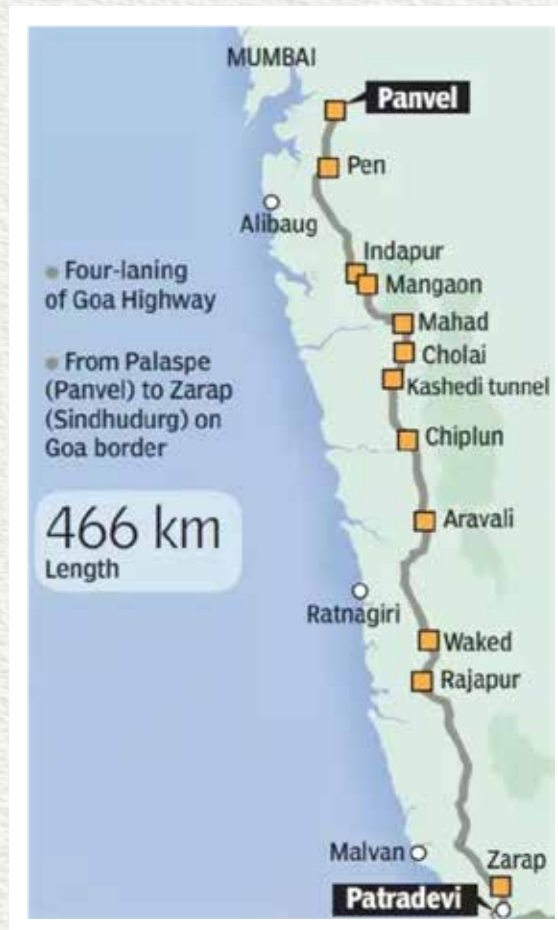 MUMBAI
Panvel
Pen
Alibaug
Indapur
• Four-laning
of Goa Highway
Mangaon
Mahad
• From Palaspe
(Panvel) to Zarap
(Sindhudurg) on
Goa border
Cholai
Kashedi tunnel
Chiplun
466 km
Length
Aravali
Ratnagiri
Waked
Rajapur
Malvan
Zarap
Patradevi